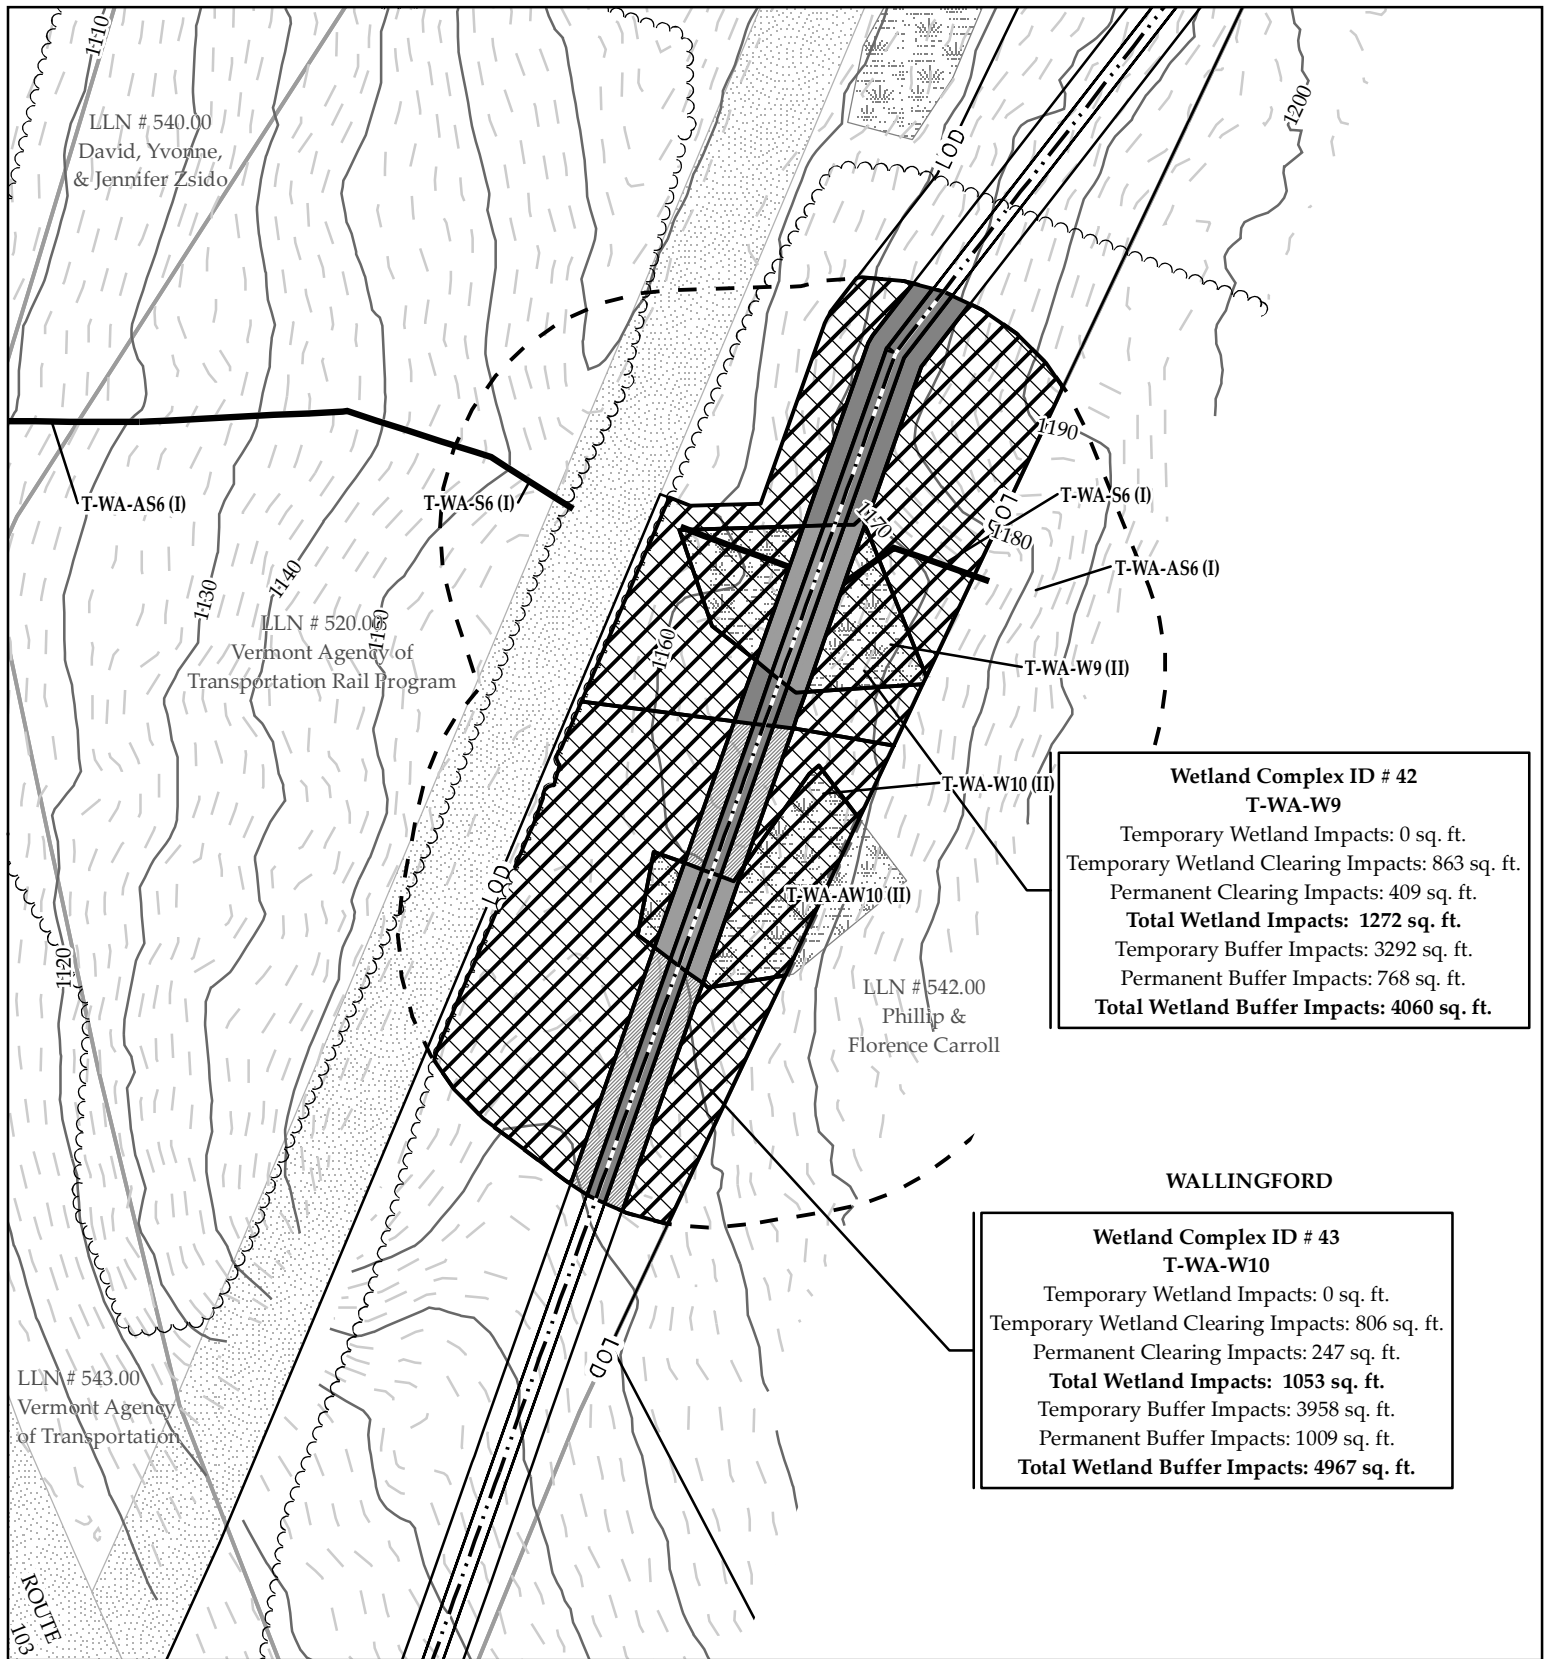 1110
LLN # 540.00
David, Yvonne,
& Jennifer Zsido
1200
LOD
1190
T-WA-AS6 (I)
T-WA-S6 (I)
1170
LOD
T-WA-S6 (I)
1180
T-WA-AS6 (I)
1130
1140
LLN # 520.00
1150
Vermont Agency of
Transportation Rail Program
1160
T-WA-W9 (II)
T-WA-W10 (II)
Wetland Complex ID # 42
T-WA-W9
Temporary Wetland Impacts: 0 sq. ft.
Temporary Wetland Clearing Impacts: 863 sq. ft.
Permanent Clearing Impacts: 409 sq. ft.
Total Wetland Impacts: 1272 sq. ft.
Temporary Buffer Impacts: 3292 sq. ft.
Permanent Buffer Impacts: 768 sq. ft.
Total Wetland Buffer Impacts: 4060 sq. ft.
LOD
T-WA-AW10 (II)
1120
LLN # 542.00
Phillip &
Florence Carroll
WALLINGFORD
Wetland Complex ID # 43
T-WA-W10
Temporary Wetland Impacts: 0 sq. ft.
Temporary Wetland Clearing Impacts: 806 sq. ft.
Permanent Clearing Impacts: 247 sq. ft.
Total Wetland Impacts: 1053 sq. ft.
Temporary Buffer Impacts: 3958 sq. ft.
Permanent Buffer Impacts: 1009 sq. ft.
Total Wetland Buffer Impacts: 4967 sq. ft.
LOD
LLN # 543.00
Vermont Agency
of Transportation
ROUTE
103